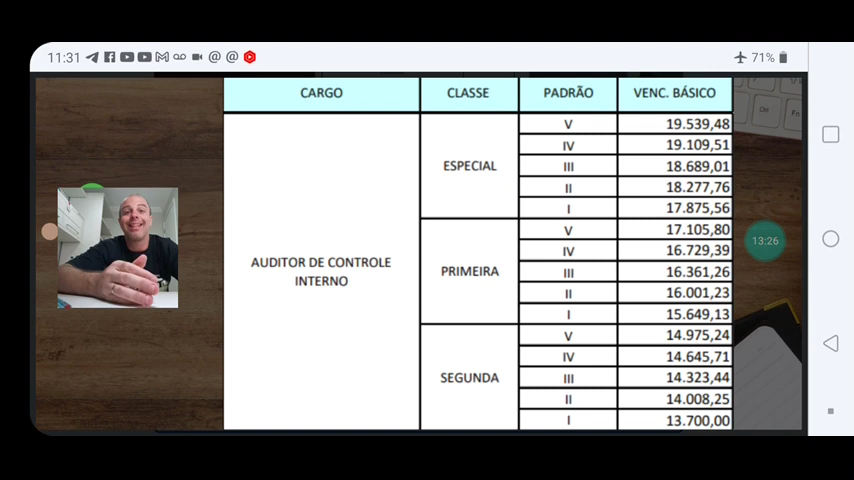 11:31
71%
CARGO CLASSE PADRÃO VENC. BÁSICO
AUDITOR DE CONTROLE
INTERNO
ESPECIAL
V 19.539,48
IV 19.109,51
III 18.689,01
II 18.277,76
I 17.875,56
PRIMEIRA
V 17.105,80
IV 16.729,39
III 16.361,26
II 16.001,23
I 15.649,13
SEGUNDA
V 14.975,24
IV 14.645,71
III 14.323,44
II 14.008,25
I 13.700,00
13:26